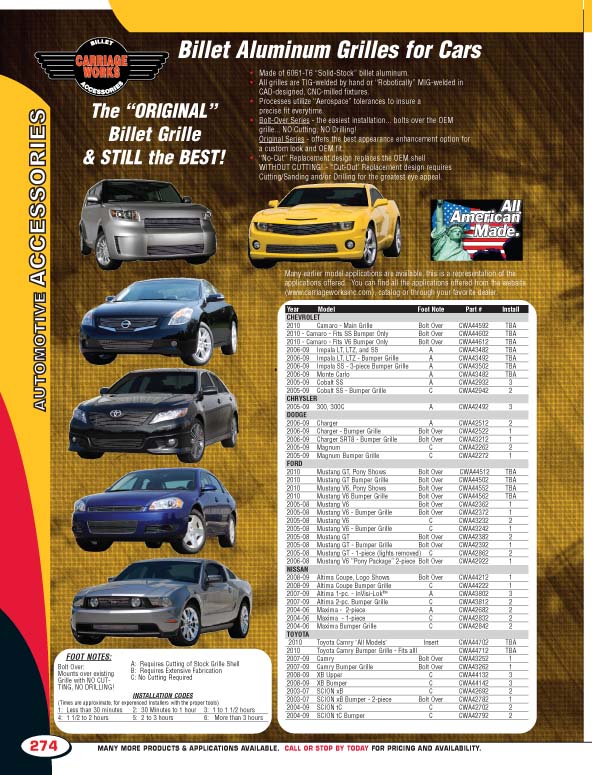 BILLET
CARRIAGE
WORKS
ACCESSORIES
Billet Aluminum Grilles for Cars
The “ORIGINAL”
Billet Grille
& STILL the BEST!
• Made of 6061-T6 “Solid-Stock” billet aluminum.
• All grilles are TIG-welded by hand or “Robotically” MIG-welded in
CAD-designed, CNC-milled fixtures.
• Processes utilize “Aerospace” tolerances to insure a
precise fit everytime.
• Bolt-Over Series - the easiest installation... bolts over the OEM
grille... NO Cutting, NO Drilling!
Original Series - offers the best appearance enhancement option for
a custom look and OEM fit.
• “No-Cut” Replacement design replaces the OEM shell
WITHOUT CUTTING! - “Cut-Out’ Replacement design requires
Cutting/Sanding and/or Drilling for the greatest eye appeal.
AUTOMOTIVE ACCESSORIES
All
American
Made.
Many earlier model applications are available, this is a representation of the
applications offered. You can find all the applications offered from the website
(www.carriageworksinc.com), catalog or through your favorite dealer.
Year Model Foot Note Part # Install
CHEVROLET
2010 Camaro - Main Grille Bolt Over CWA44592 TBA
2010 - Camaro - Fits SS Bumper Only Bolt Over CWA44602 TBA
2010 - Camaro - Fits V6 Bumper Only Bolt Over CWA44612 TBA
2006-09 Impala LT, LTZ, and SS A CWA43482 TBA
2006-09 Impala LT, LTZ - Bumper Grille A CWA43492 TBA
2006-09 Impala SS - 3-piece Bumper Grille A CWA43502 TBA
2006-09 Monte Carlo A CWA43482 TBA
2005-09 Cobalt SS A CWA42932 3
2005-09 Cobalt SS - Bumper Grille C CWA42942 2
CHRYSLER
2005-09 300, 300C A CWA42492 3
DODGE
2006-09 Charger A CWA42512 2
2006-09 Charger - Bumper Grille Bolt Over CWA42522 1
2006-09 Charger SRT8 - Bumper Grille Bolt Over CWA43212 1
2005-09 Magnum C CWA42262 2
2005-09 Magnum Bumper Grille C CWA42272 1
FORD
2010 Mustang GT, Pony Shows Bolt Over CWA44512 TBA
2010 Mustang GT Bumper Grille Bolt Over CWA44502 TBA
2010 Mustang V6, Pony Shows Bolt Over CWA44552 TBA
2010 Mustang V6 Bumper Grille Bolt Over CWA44562 TBA
2005-08 Mustang V6 Bolt Over CWA42362 1
2005-08 Mustang V6 - Bumper Grille Bolt Over CWA42372 1
2005-08 Mustang V6 C CWA43232 2
2005-08 Mustang V6 - Bumper Grille C CWA43242 1
2005-08 Mustang GT Bolt Over CWA42382 2
2005-08 Mustang GT - Bumper Grille Bolt Over CWA42392 1
2005-08 Mustang GT - 1-piece (lights removed) C CWA42862 2
2006-08 Mustang V6 “Pony Package” 2-piece Bolt Over CWA42922 1
NISSAN
2008-09 Altima Coupe, Logo Shows Bolt Over CWA44212 1
2008-09 Altima Coupe Bumper Grille C CWA44222 1
2007-09 Altima 1-pc. - InVisi-Lok™ A CWA43802 3
2007-09 Altima 2-pc. Bumper Grille C CWA43812 2
2004-06 Maxima - 2-piece A CWA42682 2
2004-06 Maxima - 1-piece C CWA42832 2
2004-06 Maxima Bumper Grille C CWA42842 2
TOYOTA
2010 Toyota Camry ‘All Models’ Insert CWA44702 TBA
2010 Toyota Camry Bumper Grille - Fits alll CWA44712 TBA
2007-09 Camry Bolt Over CWA43252 1
2007-09 Camry Bumper Grille Bolt Over CWA43262 1
2008-09 XB Upper C CWA44132 3
2008-09 XB Bumper C CWA44142 3
2003-07 SCION xB C CWA42692 2
2003-07 SCION xB Bumper - 2-piece Bolt Over CWA42782 1
2004-09 SCION tC C CWA42702 2
2004-09 SCION tC Bumper C CWA42792 2
FOOT NOTES:
Bolt Over:
Mounts over existing
Grille with NO CUT-
TING, NO DRILLING!
A: Requires Cutting of Stock Grille Shell
B: Requires Extensive Fabrication
C: No Cutting Required
INSTALLATION CODES
(Times are approximate, for experienced installers with the proper tools)
1: Less than 30 minutes 2: 30 Minutes to 1 hour 3: 1 to 1 1/2 hours
4: 1 1/2 to 2 hours 5: 2 to 3 hours 6: More than 3 hours
274
MANY MORE PRODUCTS & APPLICATIONS AVAILABLE. CALL OR STOP BY TODAY FOR PRICING AND AVAILABILITY.